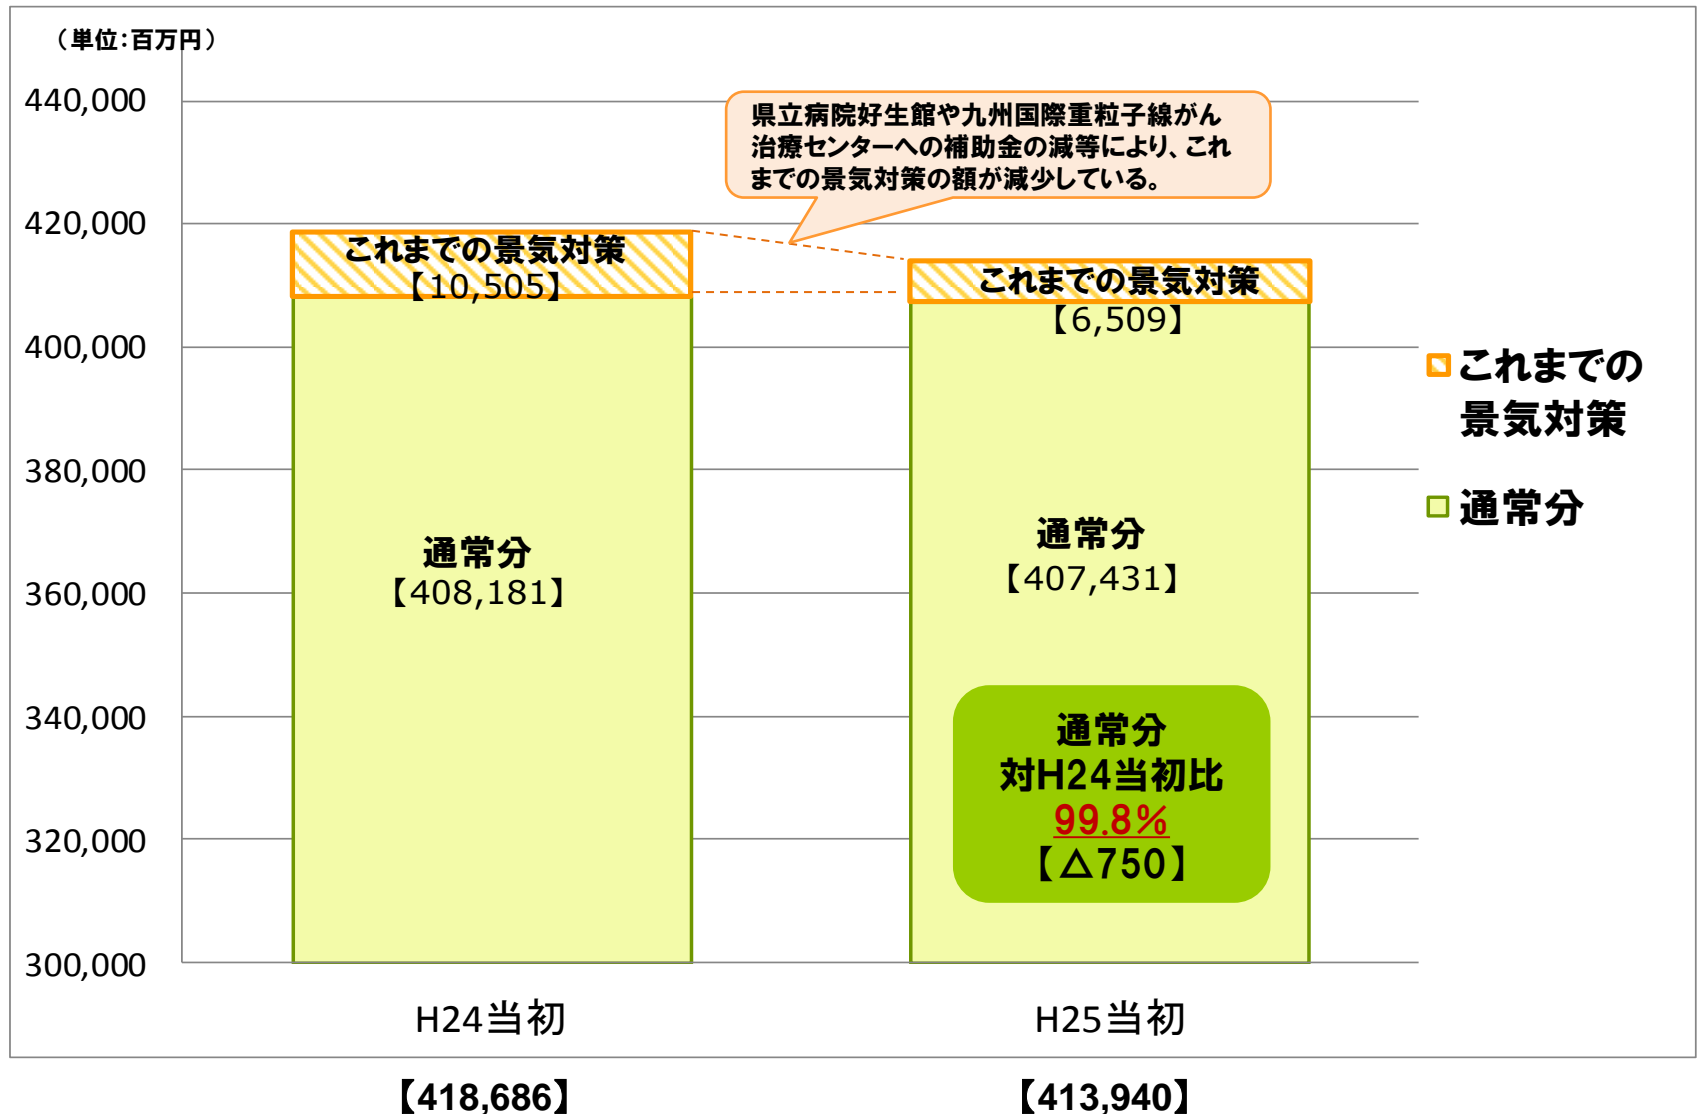 （単位：百万円）
440,000
420,000
400,000
380,000
360,000
340,000
320,000
300,000
県立病院好生館や九州国際重粒子線がん
治療センターへの補助金の減等により、これ
までの景気対策の額が減少している。
これまでの景気対策
【10,505】
通常分
【408,181】
これまでの景気対策
【6,509】
通常分
【407,431】
通常分
対H24当初比
99.8%
【△750】
これまでの
景気対策
通常分
H24当初
H25当初
【418,686】
【413,940】